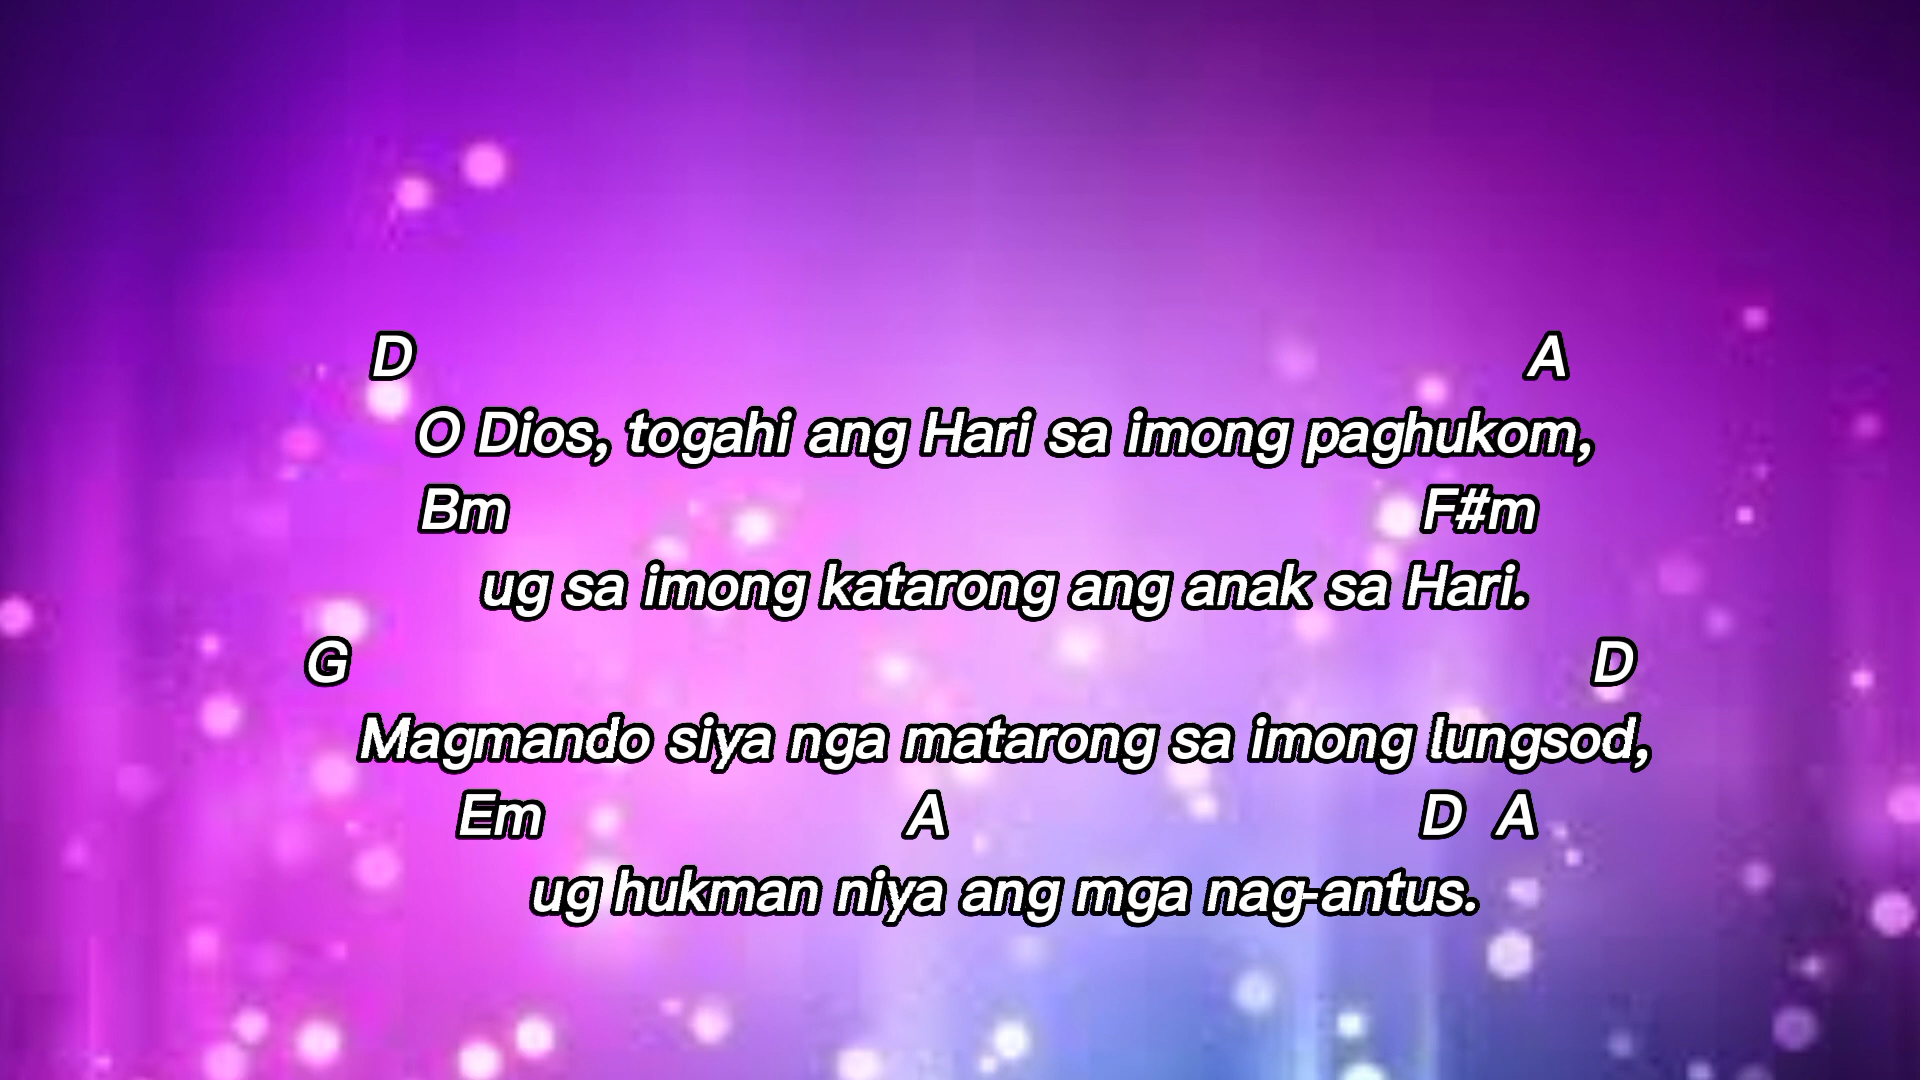 D A
O Dios, togahi ang Hari sa imong paghukom,
Bm F#m
ug sa imong katarong ang anak sa Hari.
G D
Magmando siya nga matarong sa imong lungsod,
Em A D A
ug hukman niya ang mga nag-antus.